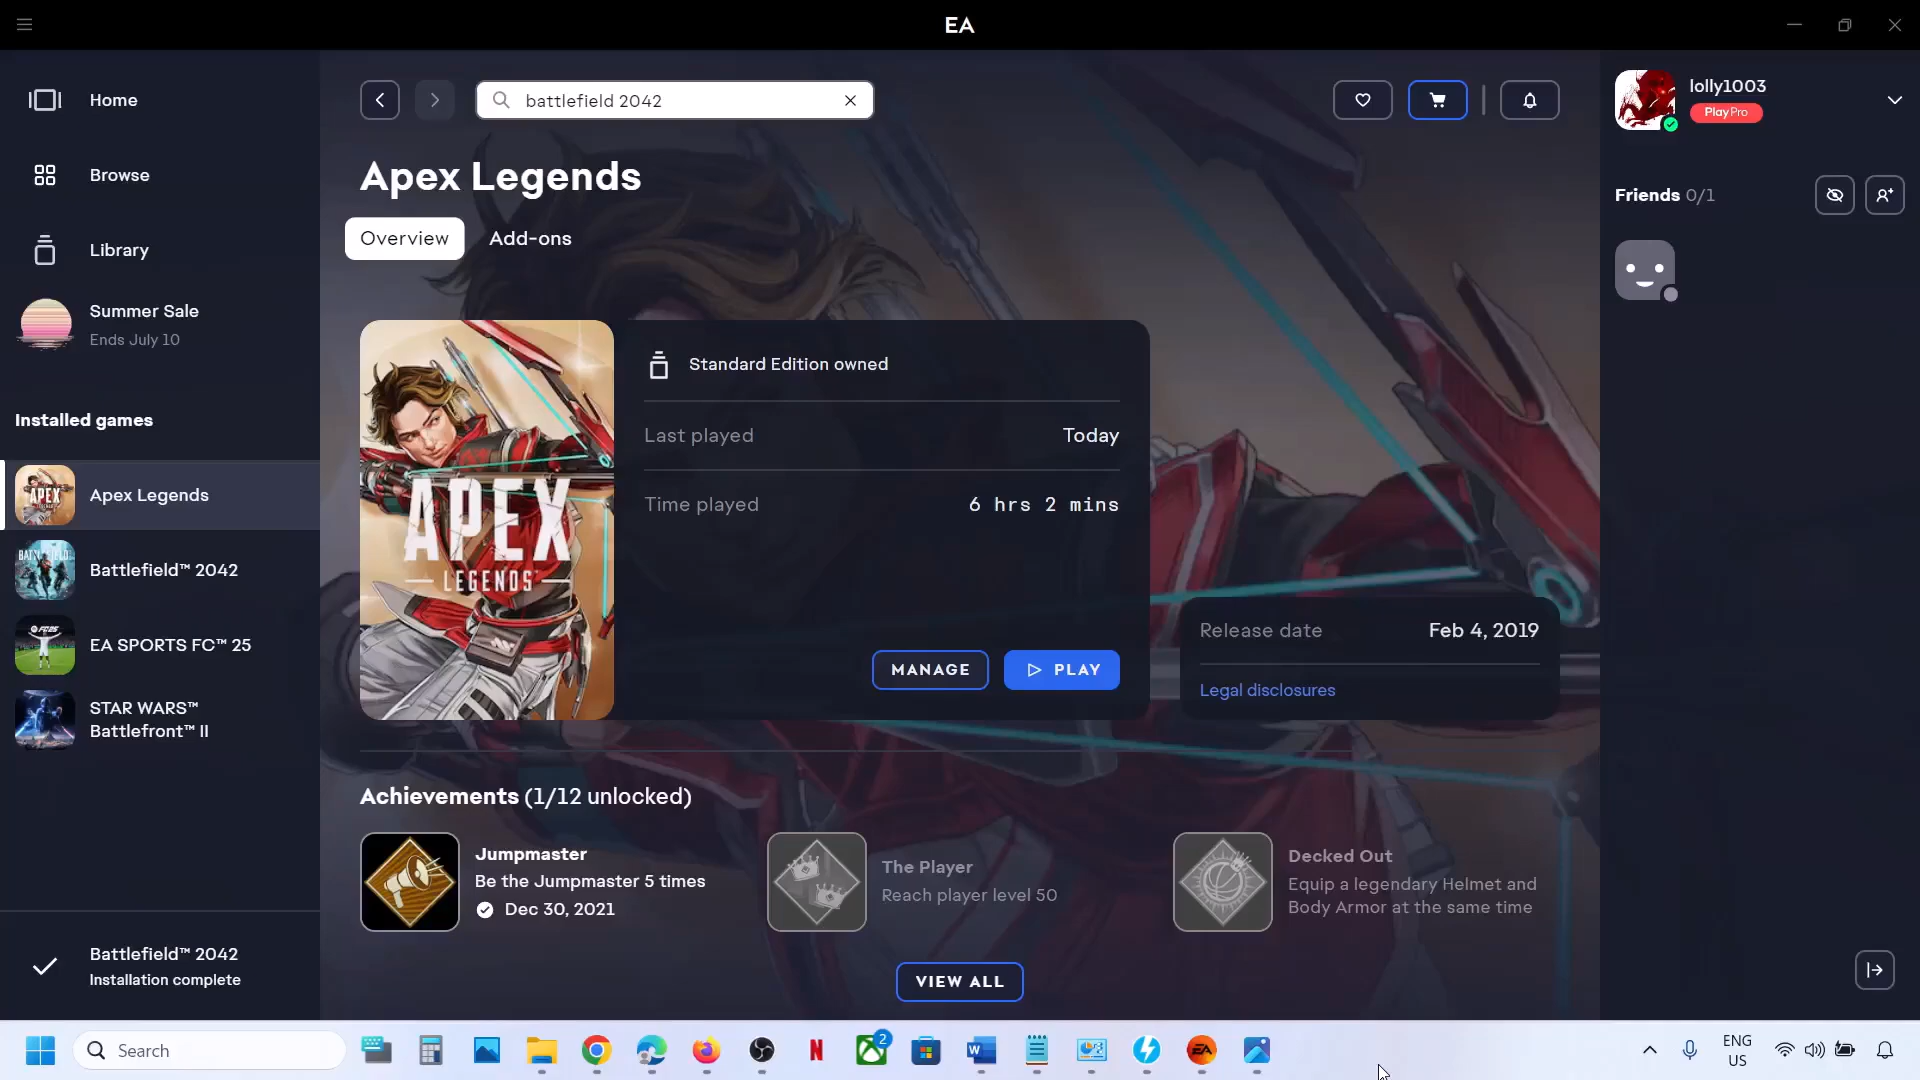 EA
Home
Browse
Library
Summer Sale
Ends July 10
Installed games
APEX
Apex Legends
Battlefield™ 2042
FC25
EA SPORTS FC™ 25
STAR WARS™
Battlefront™ II
Battlefield™ 2042
Installation complete
battlefield 2042
Apex Legends
Overview
Add-ons
APEX
LEGENDS
Standard Edition owned
Last played
Today
Time played
6 hrs 2 mins
MANAGE
PLAY
Release date
Feb 4, 2019
Legal disclosures
Achievements (1/12 unlocked)
Jumpmaster
Be the Jumpmaster 5 times
Dec 30, 2021
The Player
Reach player level 50
Decked Out
Equip a legendary Helmet and
Body Armor at the same time
VIEW ALL
lolly1003
Play Pro
Friends 0/1
Search
N
2
W
EA
ENG
US